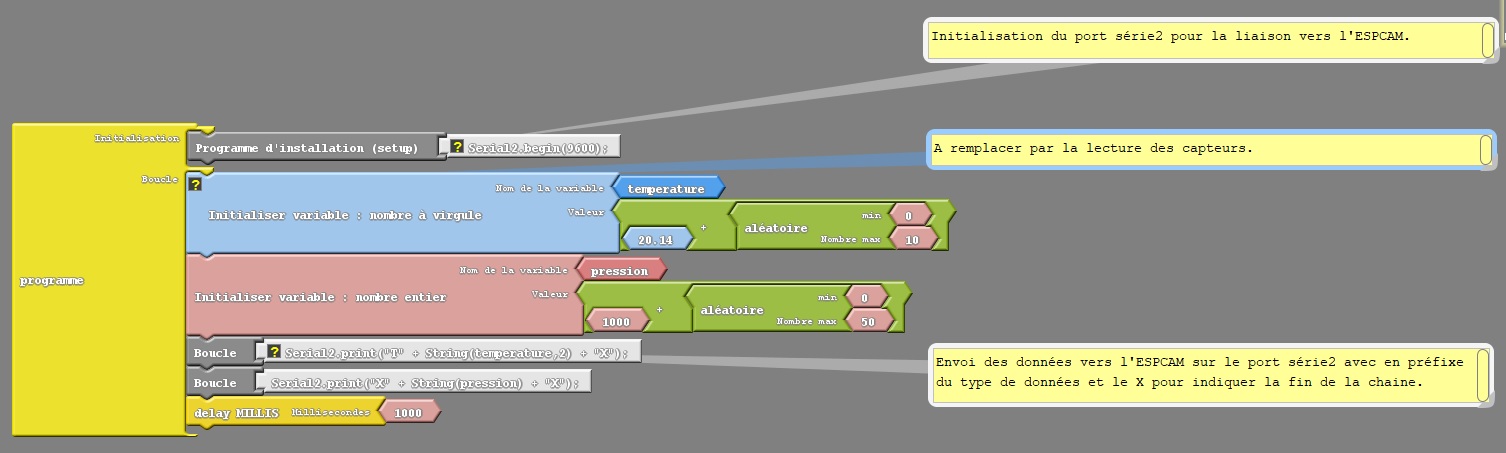 Initialisation du port série2 pour la liaison vers l'ESPCAM.
Initialisation
Programme d'installation (setup)
? Serial2.begin(9600);
A remplacer par la lecture des capteurs.
Boucle
?
Nom de la variable
temperature
Initialiser variable : nombre à virgule
Valeur
20.14
+
aléatoire
min
0
Nombre max
10
programme
Nom de la variable
pression
Initialiser variable : nombre entier
Valeur
1000
+
aléatoire
min
0
Nombre max
50
Boucle
? Serial2.print("T" + String(temperature,2) + "X");
Envoi des données vers l'ESPCAM sur le port série2 avec en préfixe
du type de données et le X pour indiquer la fin de la chaine.
Boucle
Serial2.print("X" + String(pression) + "X");
delay MILLIS
Millisecondes
1000